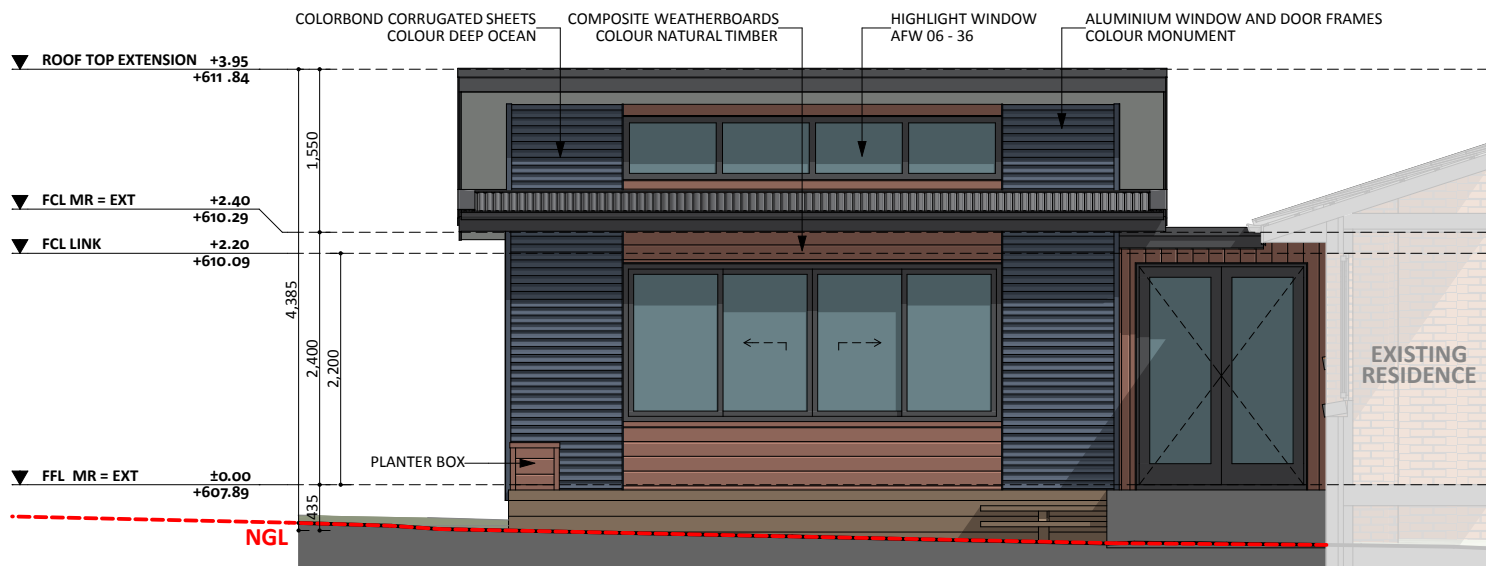 COLORBOND CORRUGATED SHEETS
COLOUR DEEP OCEAN
COMPOSITE WEATHERBOARDS
COLOUR NATURAL TIMBER
HIGHLIGHT WINDOW
AFW 06 - 36
ALUMINIUM WINDOW AND DOOR FRAMES
COLOUR MONUMENT
ROOF TOP EXTENSION +3.95
+611.84
1,550
FCL MR = EXT +2.40
+610.29
FCL LINK +2.20
+610.09
4,385
2,400
2,200
EXISTING
RESIDENCE
PLANTER BOX
FFL MR = EXT ±0.00
+607.89
435
NGL